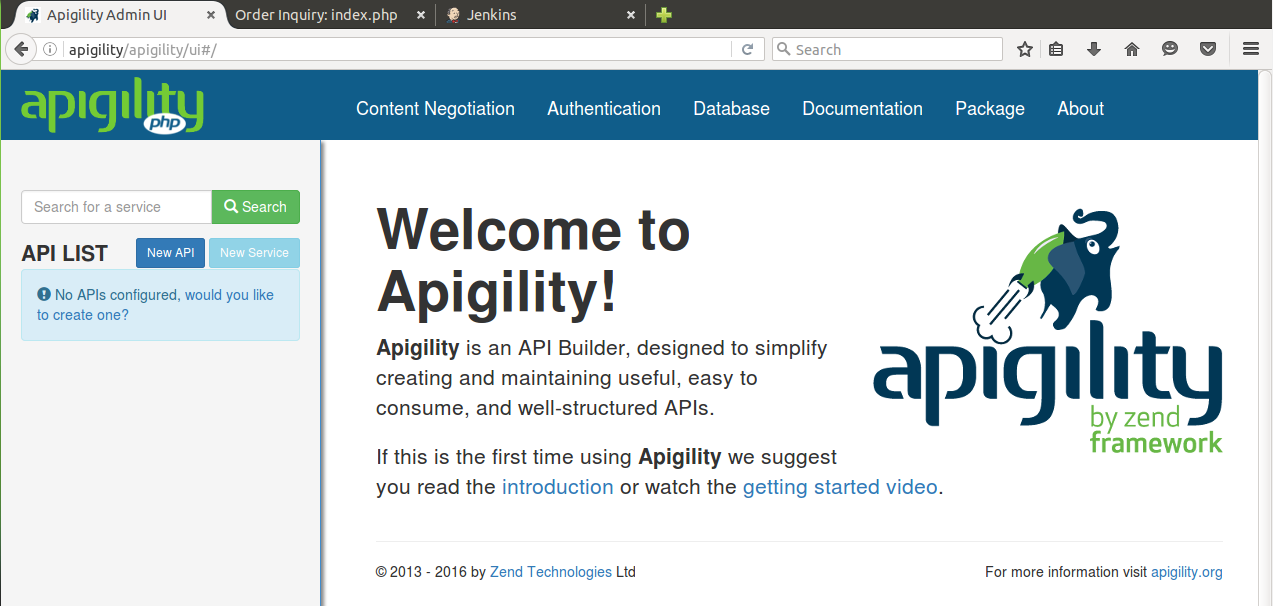 Apigility Admin UI
Order Inquiry: index.php
Jenkins
apigility/apigility/ui#/
Search
apigility
php
Content Negotiation
Authentication
Database
Documentation
Package
About
Search for a service
Search
API LIST
New API
New Service
No APIs configured, would you like
to create one?
Welcome to
Apigility!
Apigility is an API Builder, designed to simplify
creating and maintaining useful, easy to
consume, and well-structured APIs.
If this is the first time using Apigility we suggest
you read the introduction or watch the getting started video.
apigility
by zend
framework
© 2013 - 2016 by Zend Technologies Ltd
For more information visit apigility.org